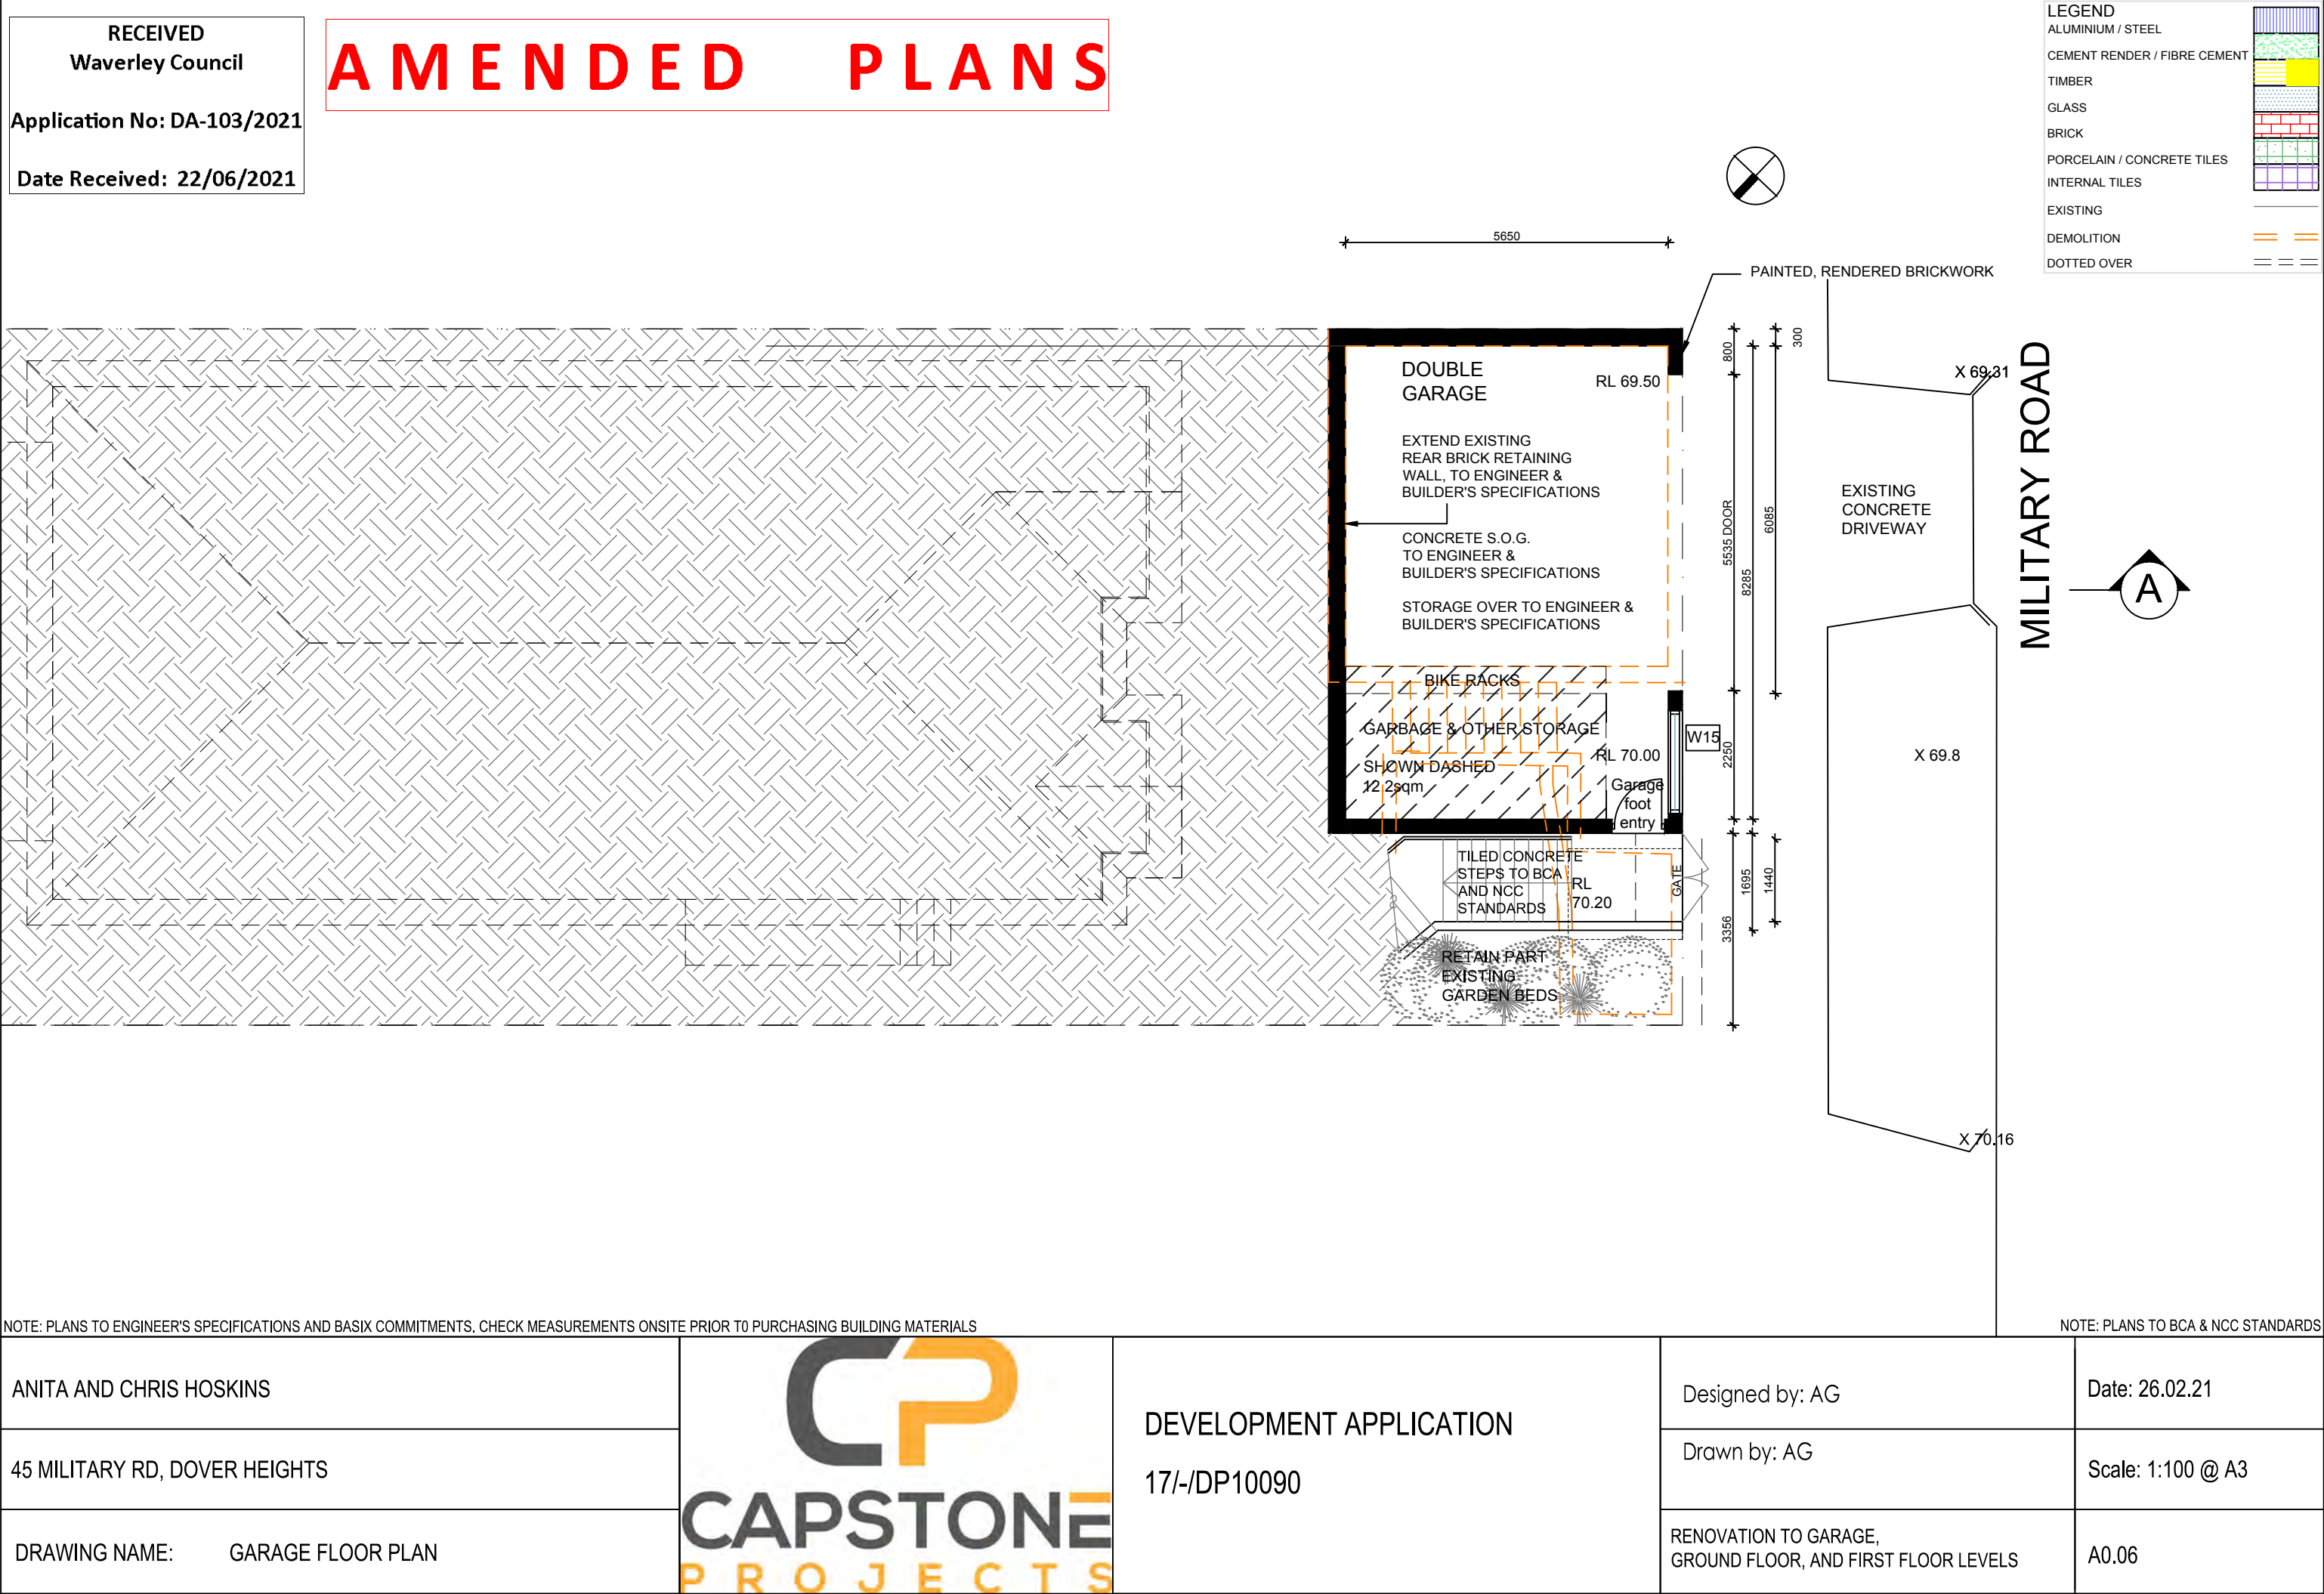 RECEIVED
Waverley Council
Application No: DA-103/2021
Date Received: 22/06/2021
AMENDED PLANS
LEGEND
ALUMINIUM / STEEL
CEMENT RENDER / FIBRE CEMENT
TIMBER
GLASS
BRICK
PORCELAIN / CONCRETE TILES
INTERNAL TILES
EXISTING
DEMOLITION
DOTTED OVER
5650
PAINTED, RENDERED BRICKWORK
300
800
DOUBLE
GARAGE
RL 69.50
X 69.31
MILITARY ROAD
EXTEND EXISTING
REAR BRICK RETAINING
WALL, TO ENGINEER &
BUILDER'S SPECIFICATIONS
CONCRETE S.O.G.
TO ENGINEER &
BUILDER'S SPECIFICATIONS
STORAGE OVER TO ENGINEER &
BUILDER'S SPECIFICATIONS
5535 DOOR
8285
6085
EXISTING
CONCRETE
DRIVEWAY
A
BIKE RACKS
GARBAGE & OTHER STORAGE
SHOWN DASHED
12.2sqm
RL 70.00
W15
2250
X 69.8
Garage
foot
entry
TILED CONCRETE
STEPS TO BCA
AND NCC
STANDARDS
RL
70.20
GATE
1695
1440
3356
RETAIN PART
EXISTING
GARDEN BEDS
X 70.16
NOTE: PLANS TO ENGINEER'S SPECIFICATIONS AND BASIX COMMITMENTS. CHECK MEASUREMENTS ONSITE PRIOR T0 PURCHASING BUILDING MATERIALS
NOTE: PLANS TO BCA & NCC STANDARDS
ANITA AND CHRIS HOSKINS
45 MILITARY RD, DOVER HEIGHTS
DRAWING NAME: GARAGE FLOOR PLAN
CP
CAPSTONE
PROJECTS
DEVELOPMENT APPLICATION
17/-/DP10090
Designed by: AG
Drawn by: AG
RENOVATION TO GARAGE,
GROUND FLOOR, AND FIRST FLOOR LEVELS
Date: 26.02.21
Scale: 1:100 @ A3
A0.06